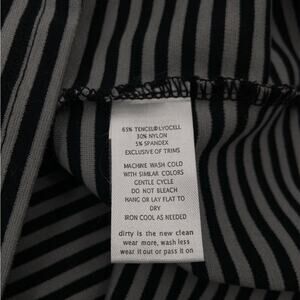 65% TENCEL®LYOCELL
30% NYLON
5% SPANDEX
EXCLUSIVE OF TRIMS
MACHINE WASH COLD
WITH SIMILAR COLORS
GENTLE CYCLE
DO NOT BLEACH
HANG OR LAY FLAT TO
DRY
IRON COOL AS NEEDED
dirty is the new clean
wear more, wash less
wear it out or pass it on